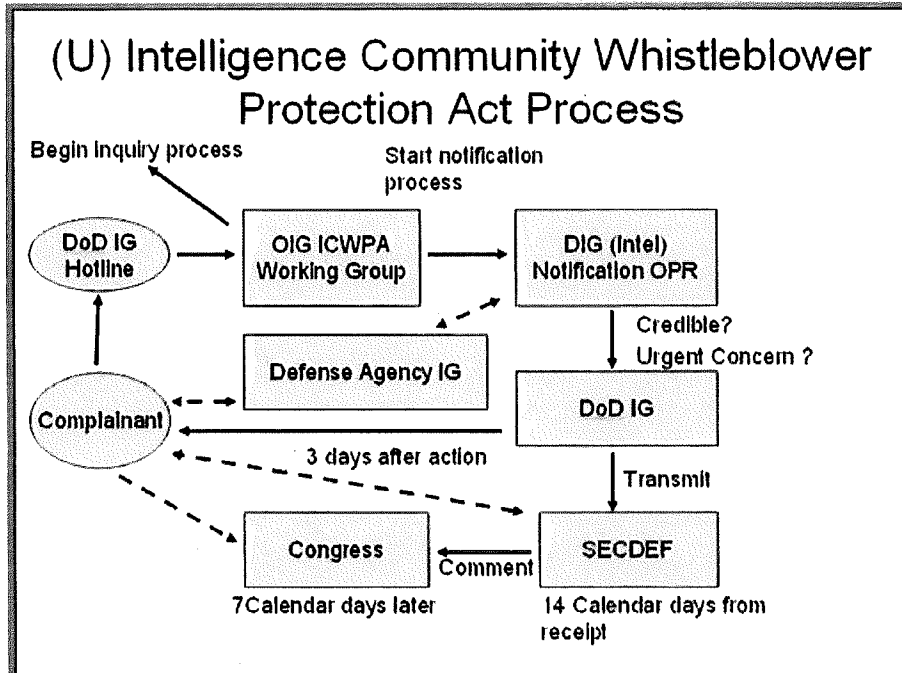 (U) Intelligence Community Whistleblower
Protection Act Process
Begin inquiry process
Start notification
process
DoD IG
Hotline
OIG ICWPA
Working Group
DIG (Intel)
Notification OPR
Credible?
Urgent Concern ?
Defense Agency IG
Complainant
DoD IG
3 days after action
Transmit
Congress
Comment
SECDEF
7Calendar days later
14 Calendar days from
receipt